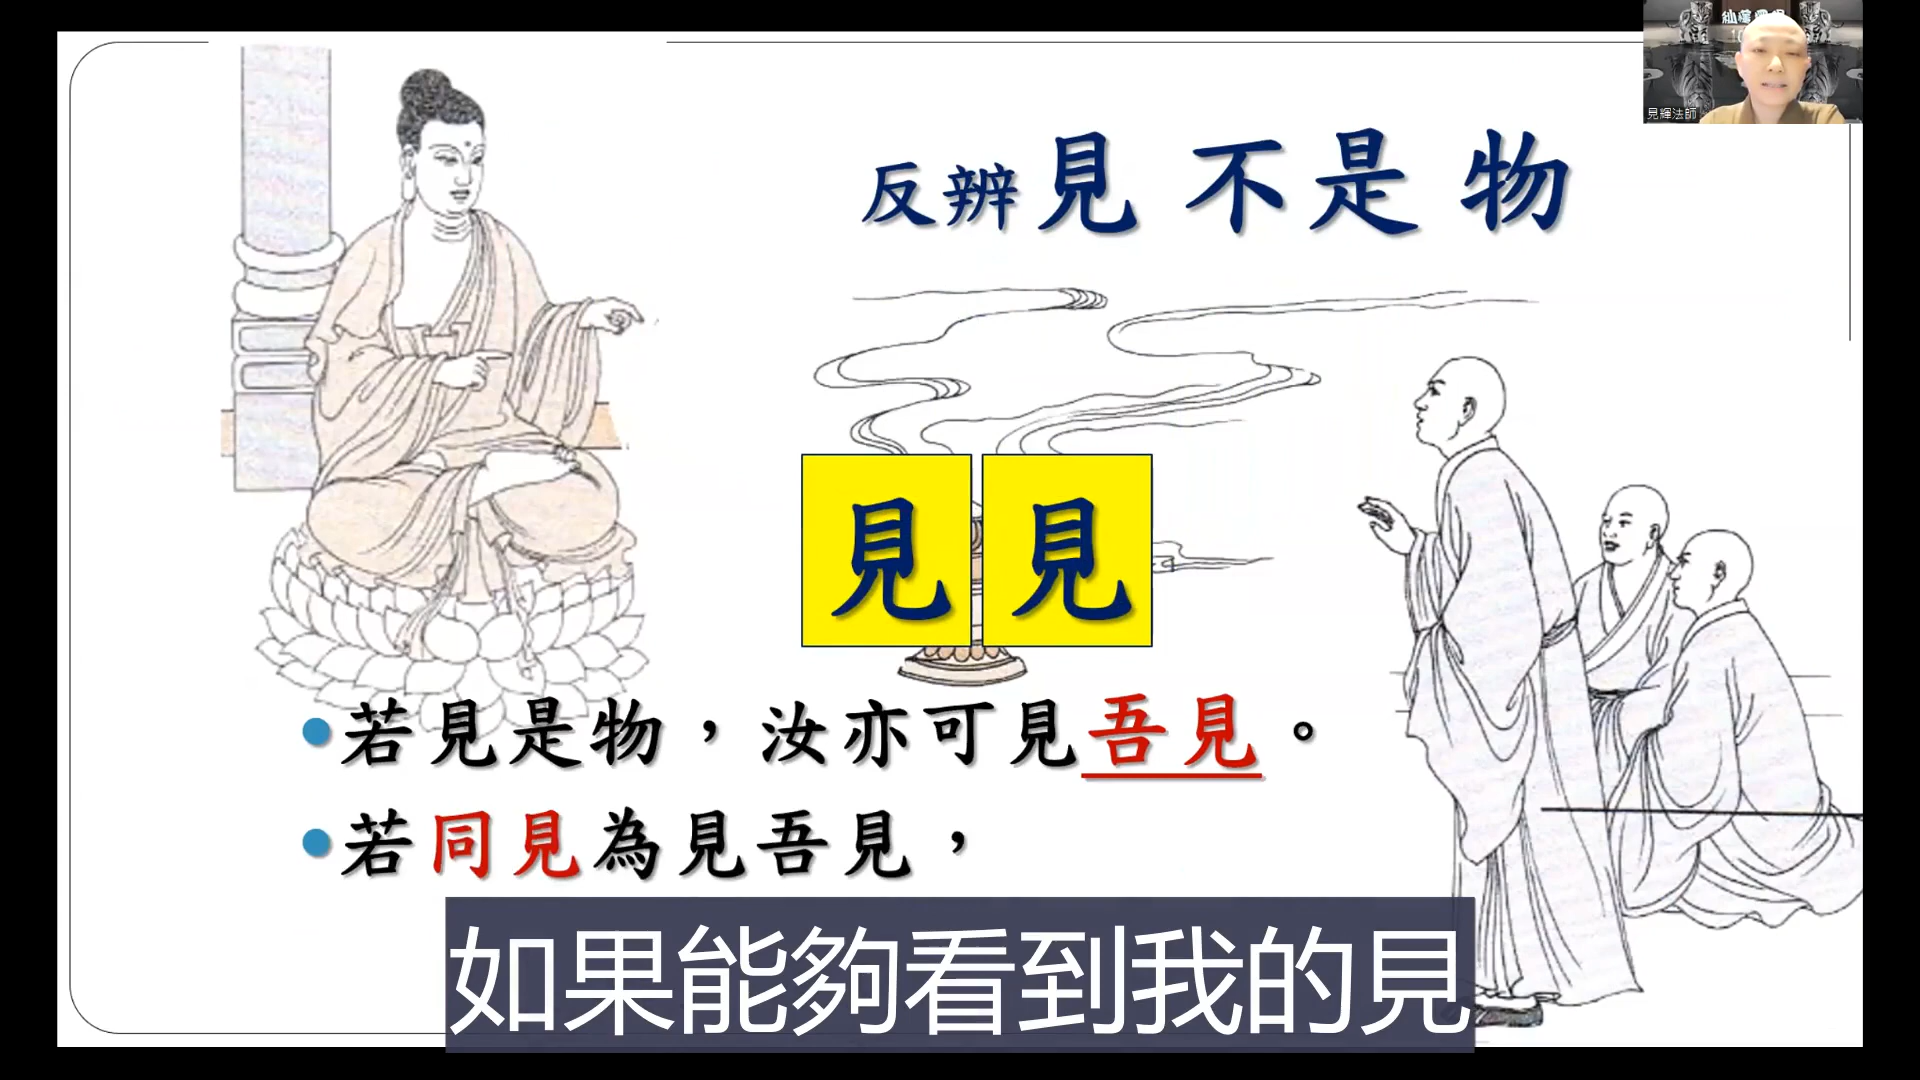 見輝法師
反辨見不是物
見見
若見是物，汝亦可見吾見。
若同見為見吾見，
如果能夠看到我的見